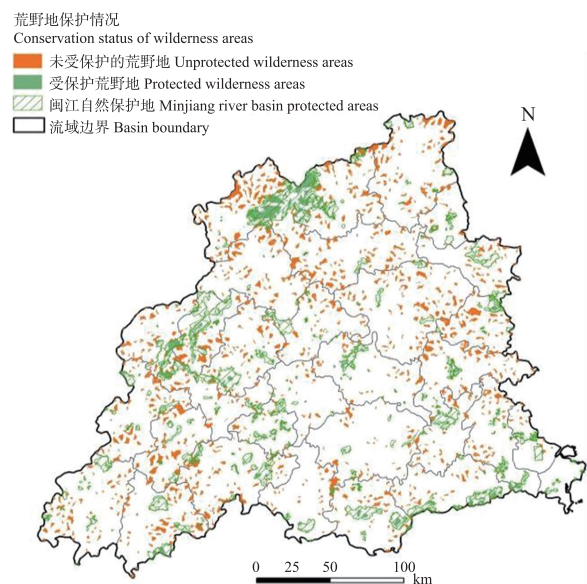 荒野地保护情况
Conservation status of wilderness areas
未受保护的荒野地 Unprotected wilderness areas
受保护荒野地 Protected wilderness areas
闽江自然保护地 Minjiang river basin protected areas
流域边界 Basin boundary
N
0 25 50 100
km